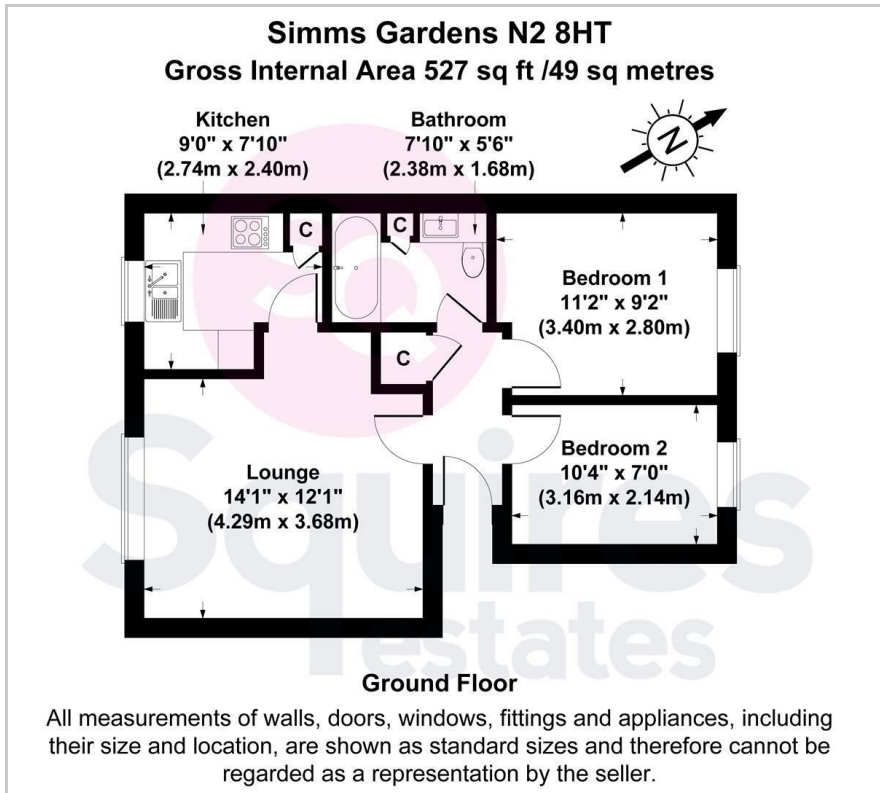 Simms Gardens N2 8HT
Gross Internal Area 527 sq ft /49 sq metres
Kitchen
9'0" x 7'10"
(2.74m x 2.40m)
Bathroom
7'10" x 5'6"
(2.38m x 1.68m)
N
C
C
Bedroom 1
11'2" x 9'2"
(3.40m x 2.80m)
C
Lounge
14'1" x 12'1"
(4.29m x 3.68m)
Bedroom 2
10'4" x 7'0"
(3.16m x 2.14m)
Squires
estates
Ground Floor
All measurements of walls, doors, windows, fittings and appliances, including
their size and location, are shown as standard sizes and therefore cannot be
regarded as a representation by the seller.